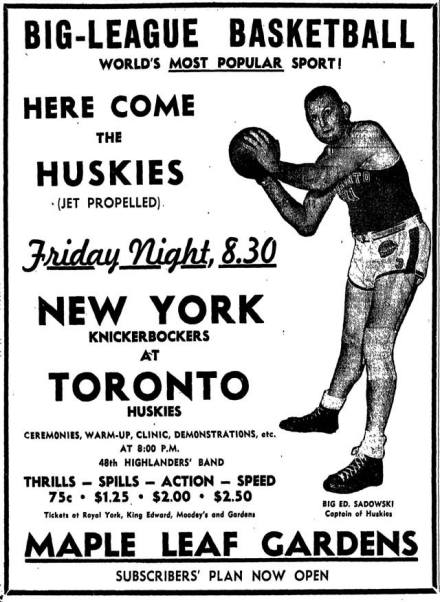 BIG-LEAGUE BASKETBALL
WORLD'S MOST POPULAR SPORT!
HERE COME
THE
HUSKIES
(JET PROPELLED)
Friday Night, 8.30
NEW YORK
KNICKERBOCKERS
AT
TORONTO
HUSKIES
CEREMONIES, WARM-UP, CLINIC, DEMONSTRATIONS, etc.
AT 8:00 P.M.
48th HIGHLANDERS' BAND
THRILLS — SPILLS — ACTION — SPEED
75c • $1.25 • $2.00 • $2.50
Tickets at Royal York, King Edward, Moodey's and Gardens
BIG ED. SADOWSKI
Captain of Huskies
MAPLE LEAF GARDENS
SUBSCRIBERS' PLAN NOW OPEN